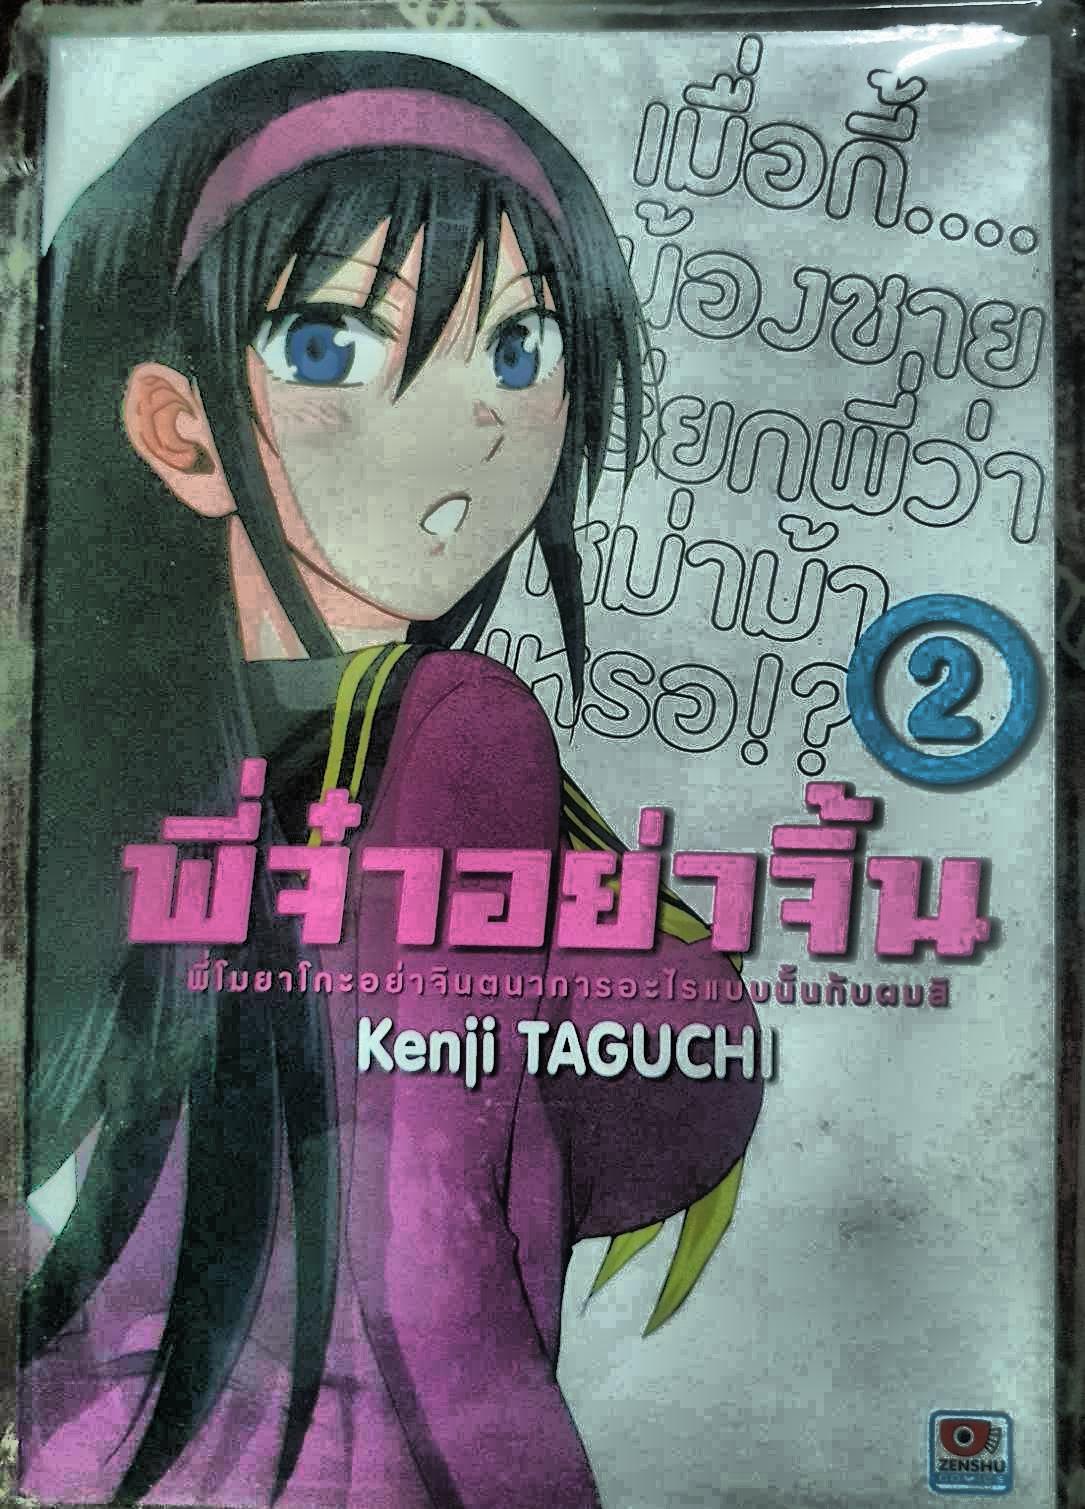 เมื่อกี้....
น้องชาย
เรียกพี่ว่า
หม่าม้า
เหรอ!?
2
พี่จ๋าอย่าจิ้น
พี่โมยาโกะอย่าจินตนาการอะไรแบบนั้นกับผมสิ
Kenji TAGUCHI
ZENSHU
COMICS